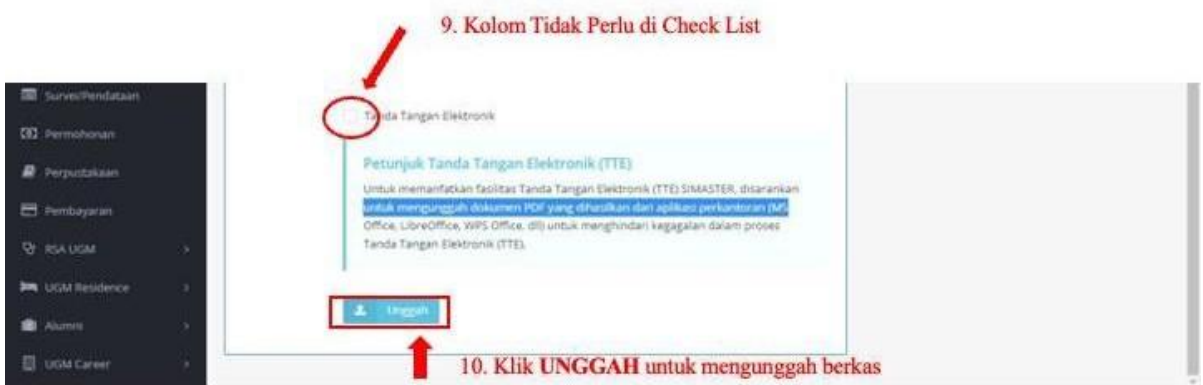 9. Kolom Tidak Perlu di Check List
Survei/Pendataan
Permohonan
Perpustakaan
Pembayaran
RSA UGM
UGM Residence
Alumni
UGM Career
Tanda Tangan Elektronik
Petunjuk Tanda Tangan Elektronik (TTE)
Untuk memanfatkan fasilitas Tanda Tangan Elektronik (TTE) SIMASTER, disarankan
untuk mengunggah dokumen PDF yang dihasilkan dari aplikasi perkantoran (MS
Office, LibreOffice, WPS Office, dll) untuk menghindari kegagalan dalam proses
Tanda Tangan Elektronik (TTE).
Unggah
10. Klik UNGGAH untuk mengunggah berkas